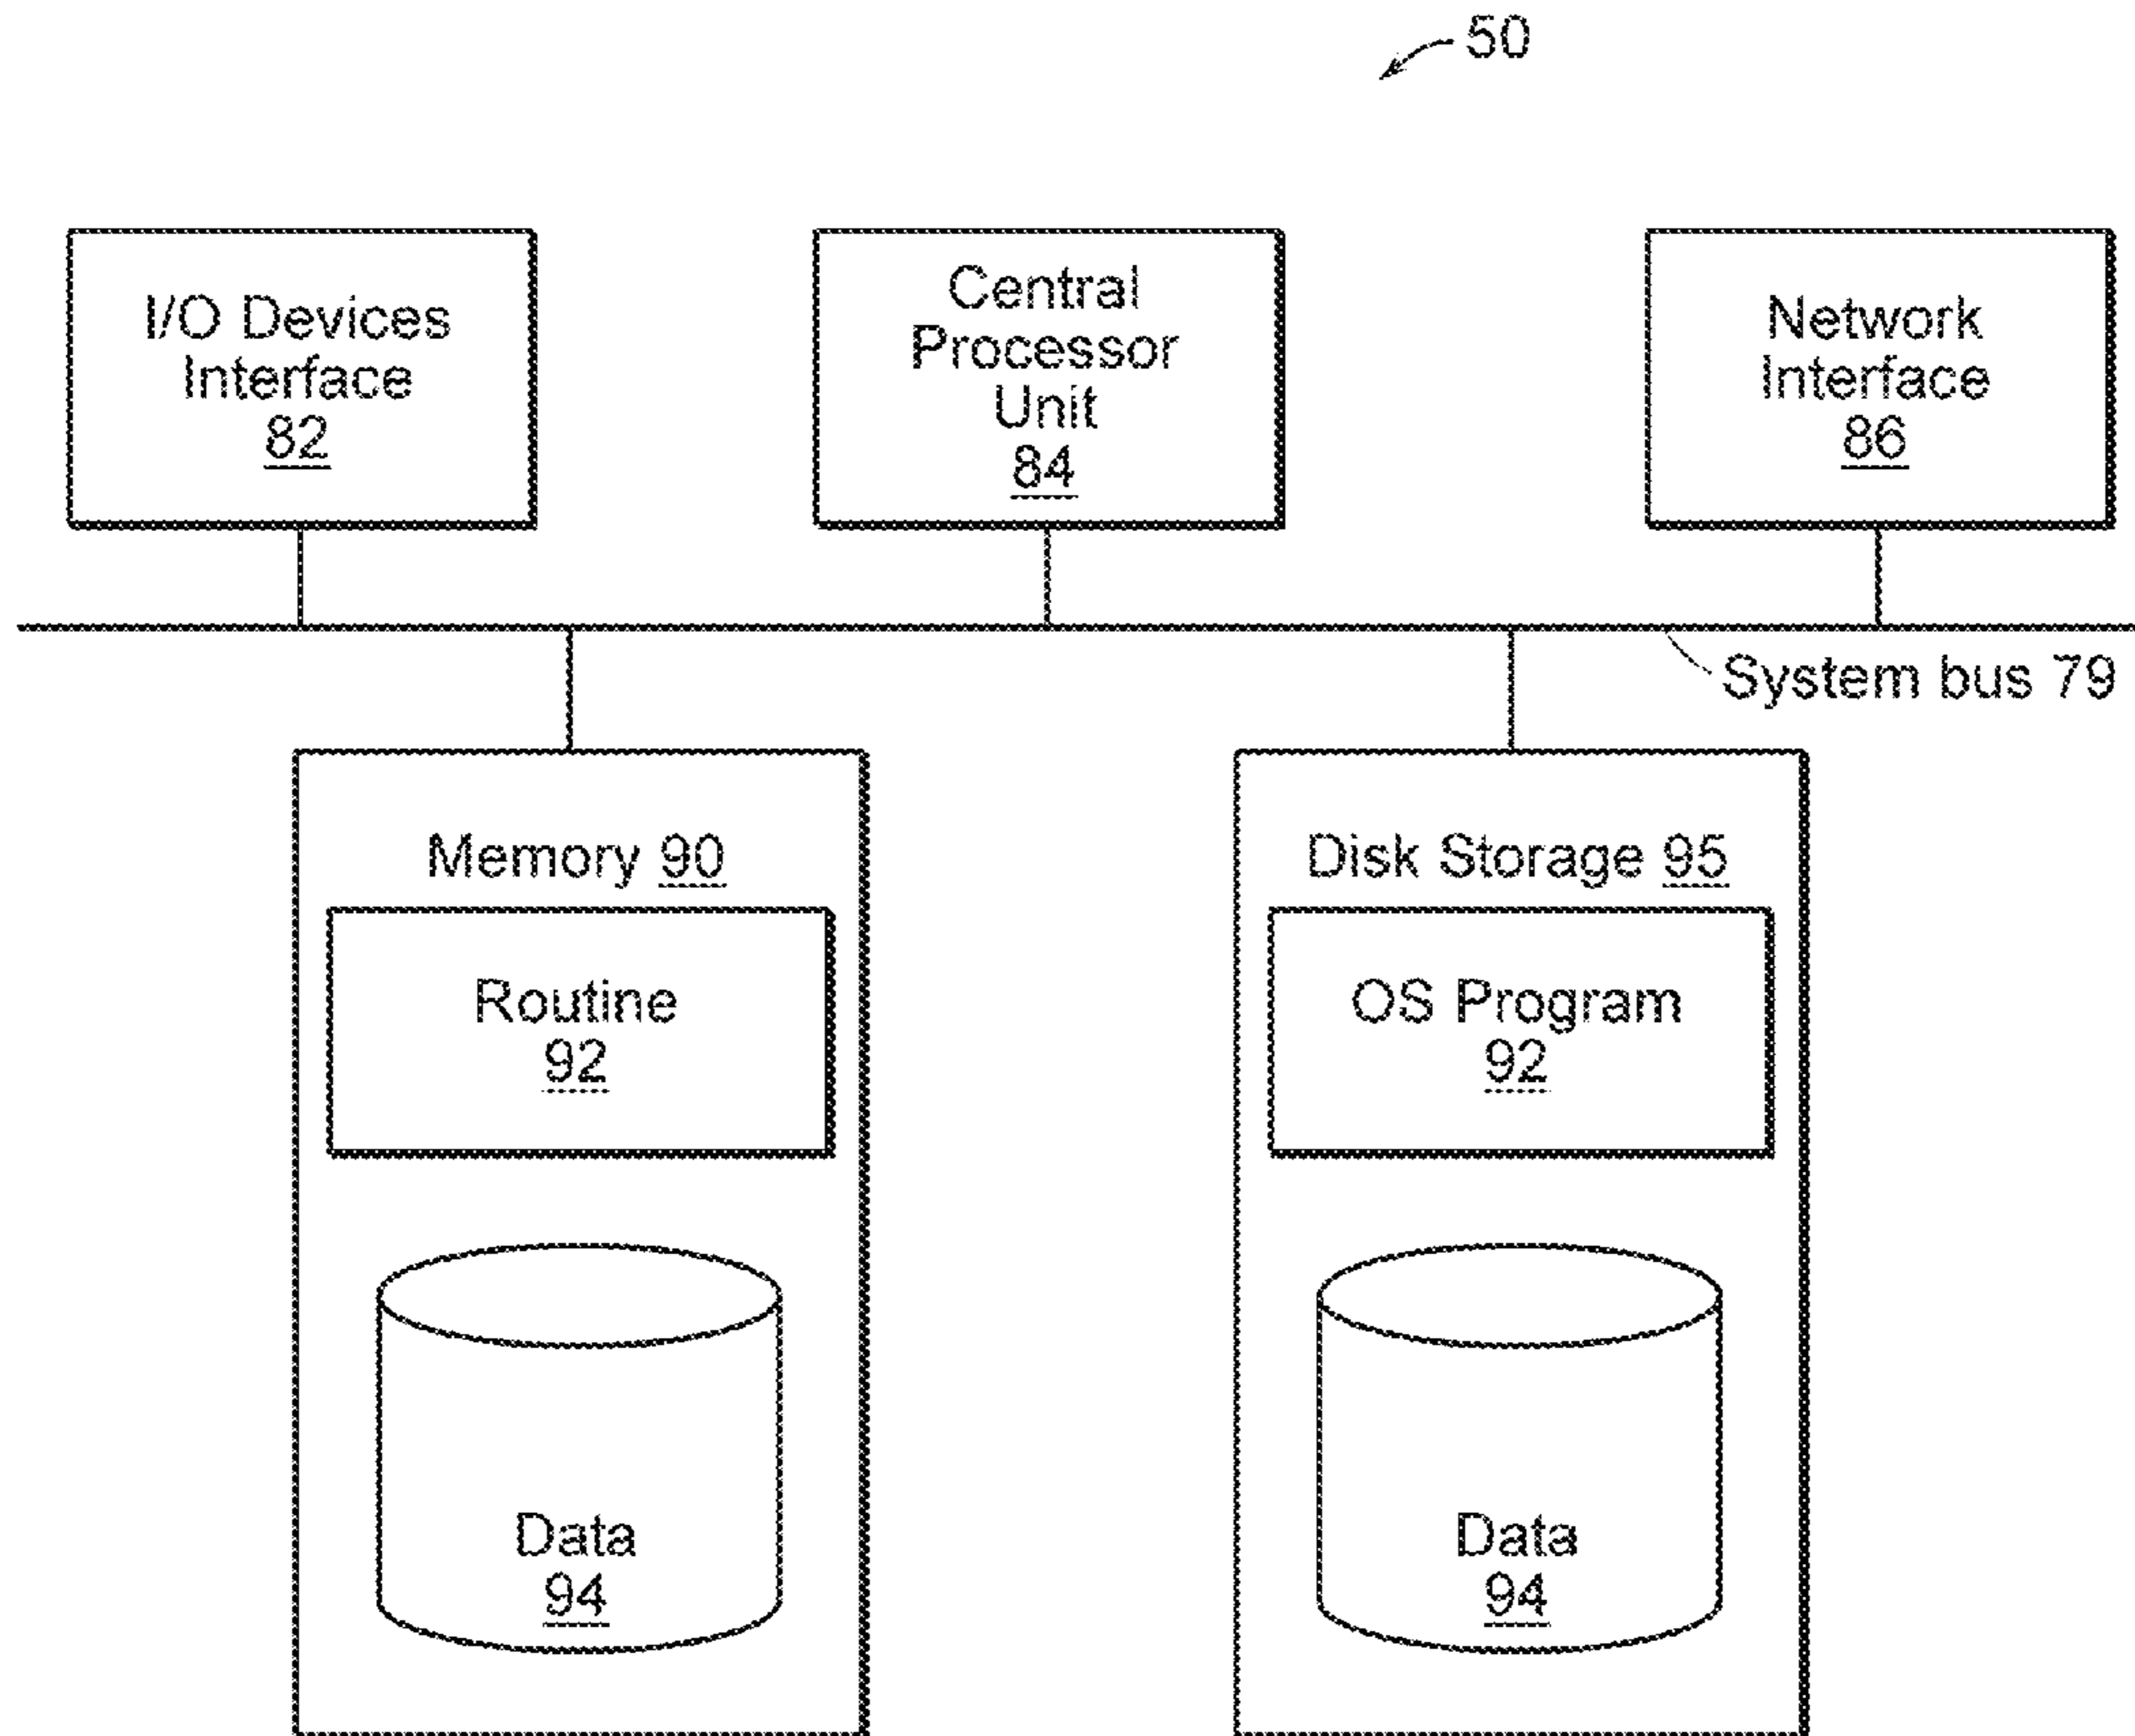 50
I/O Devices
Interface
82
Central
Processor
Unit
84
Network
Interface
86
System bus 79
Memory 90
Routine
92
Data
94
Disk Storage 95
OS Program
92
Data
94